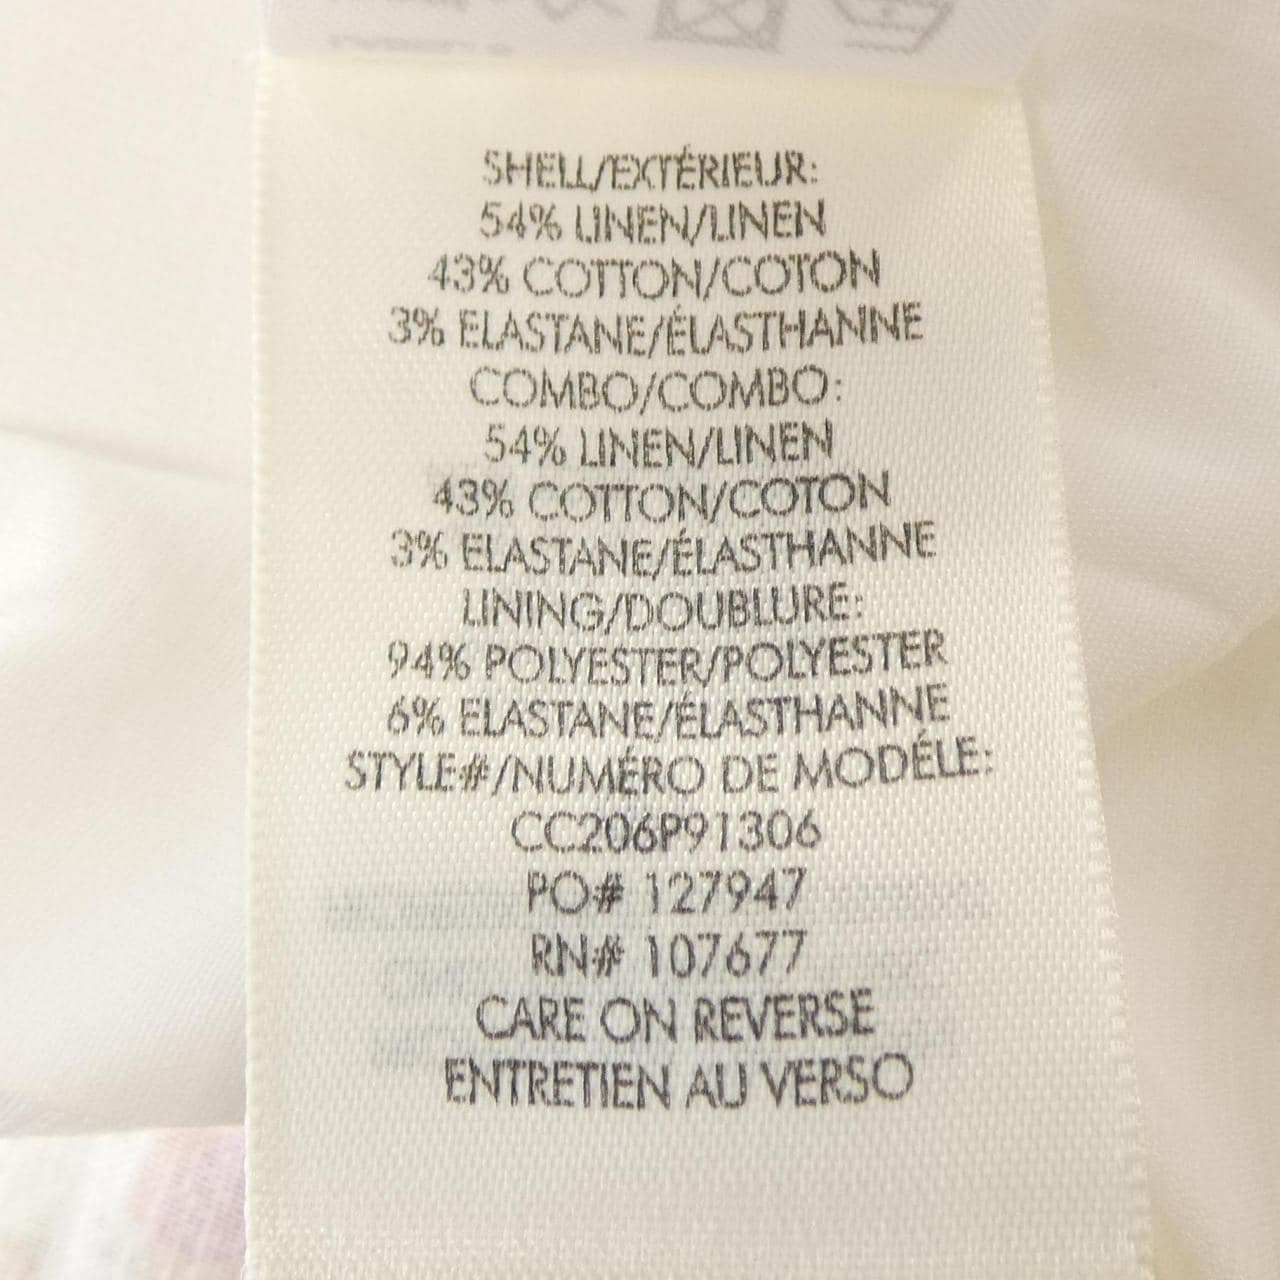 SHELL/EXTÉRIEUR:
54% LINEN/LINEN
43% COTTON/COTON
3% ELASTANE/ÉLASTHANNE
COMBO/COMBO:
54% LINEN/LINEN
43% COTTON/COTON
3% ELASTANE/ÉLASTHANNE
LINING/DOUBLURE:
94% POLYESTER/POLYESTER
6% ELASTANE/ÉLASTHANNE
STYLE#/NUMÉRO DE MODÉLE:
CC206P91306
PO# 127947
RN# 107677
CARE ON REVERSE
ENTRETIEN AU VERSO